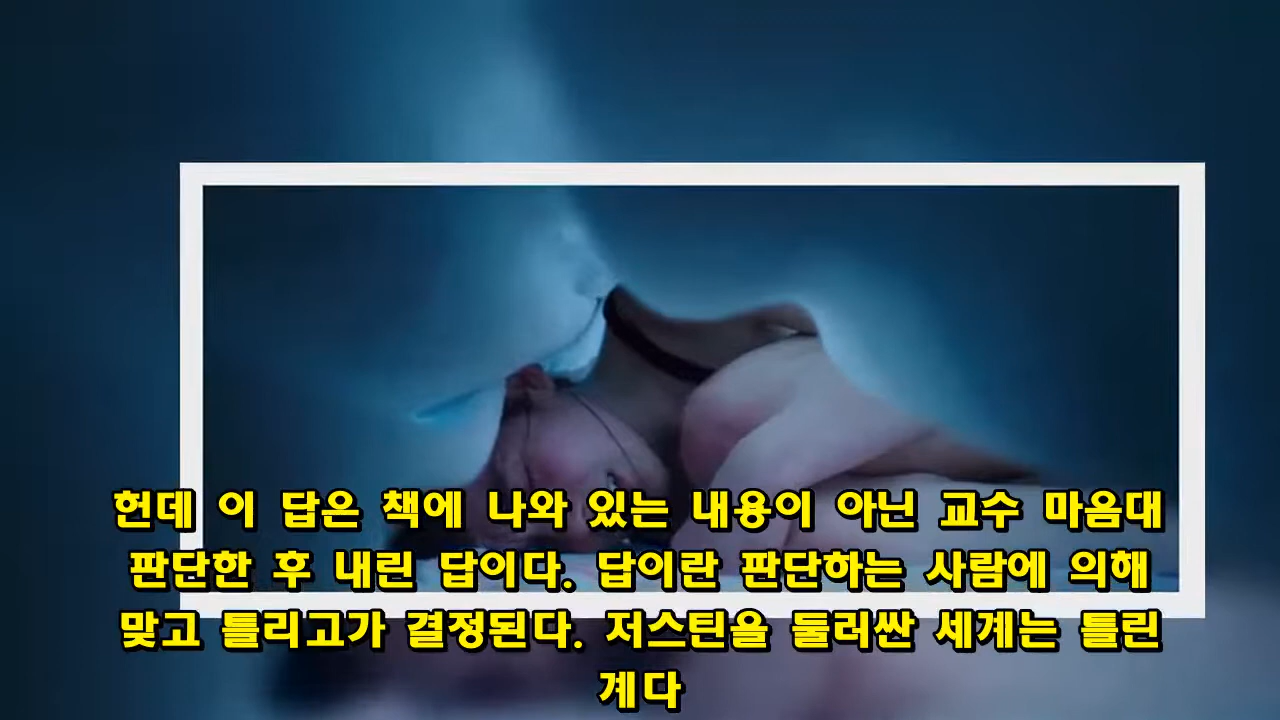 헌데 이 답은 책에 나와 있는 내용이 아닌 교수 마음대
판단한 후 내린 답이다. 답이란 판단하는 사람에 의해
맞고 틀리고가 결정된다. 저스틴을 둘러싼 세계는 틀린
계다